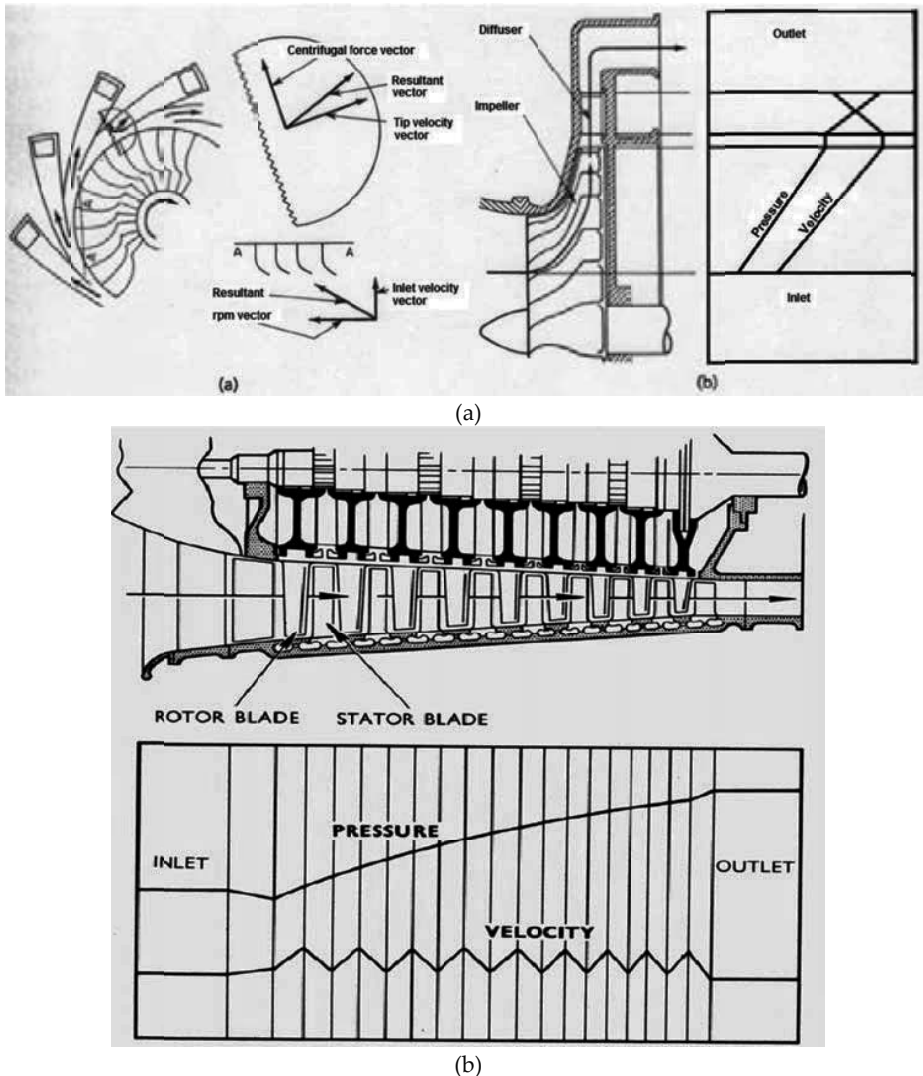 Centrifugal force vector
Resultant
vector
Tip velocity
vector
A
A
A
A
Resultant
rpm vector
Inlet velocity
vector
(a)
Diffuser
Impeller
Outlet
Pressure
Velocity
Inlet
(b)
(a)
ROTOR BLADE
STATOR BLADE
PRESSURE
INLET
OUTLET
VELOCITY
(b)